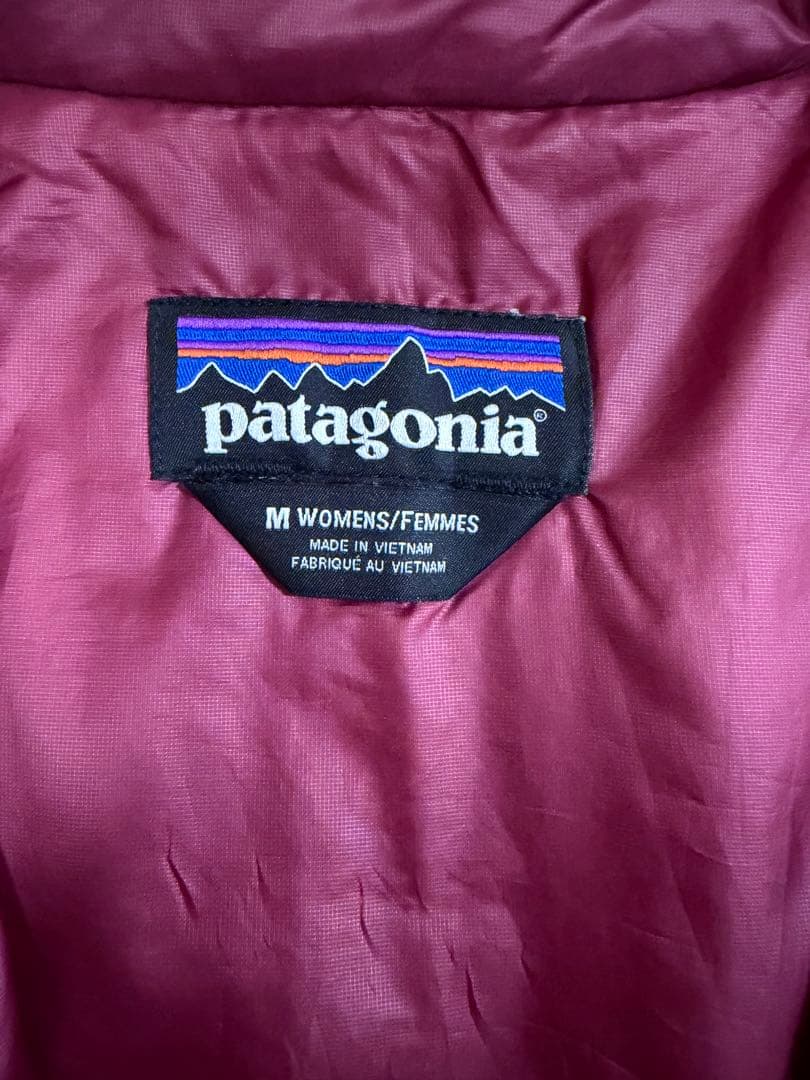 patagonia®
M WOMENS/FEMMES
MADE IN VIETNAM
FABRIQUÉ AU VIETNAM